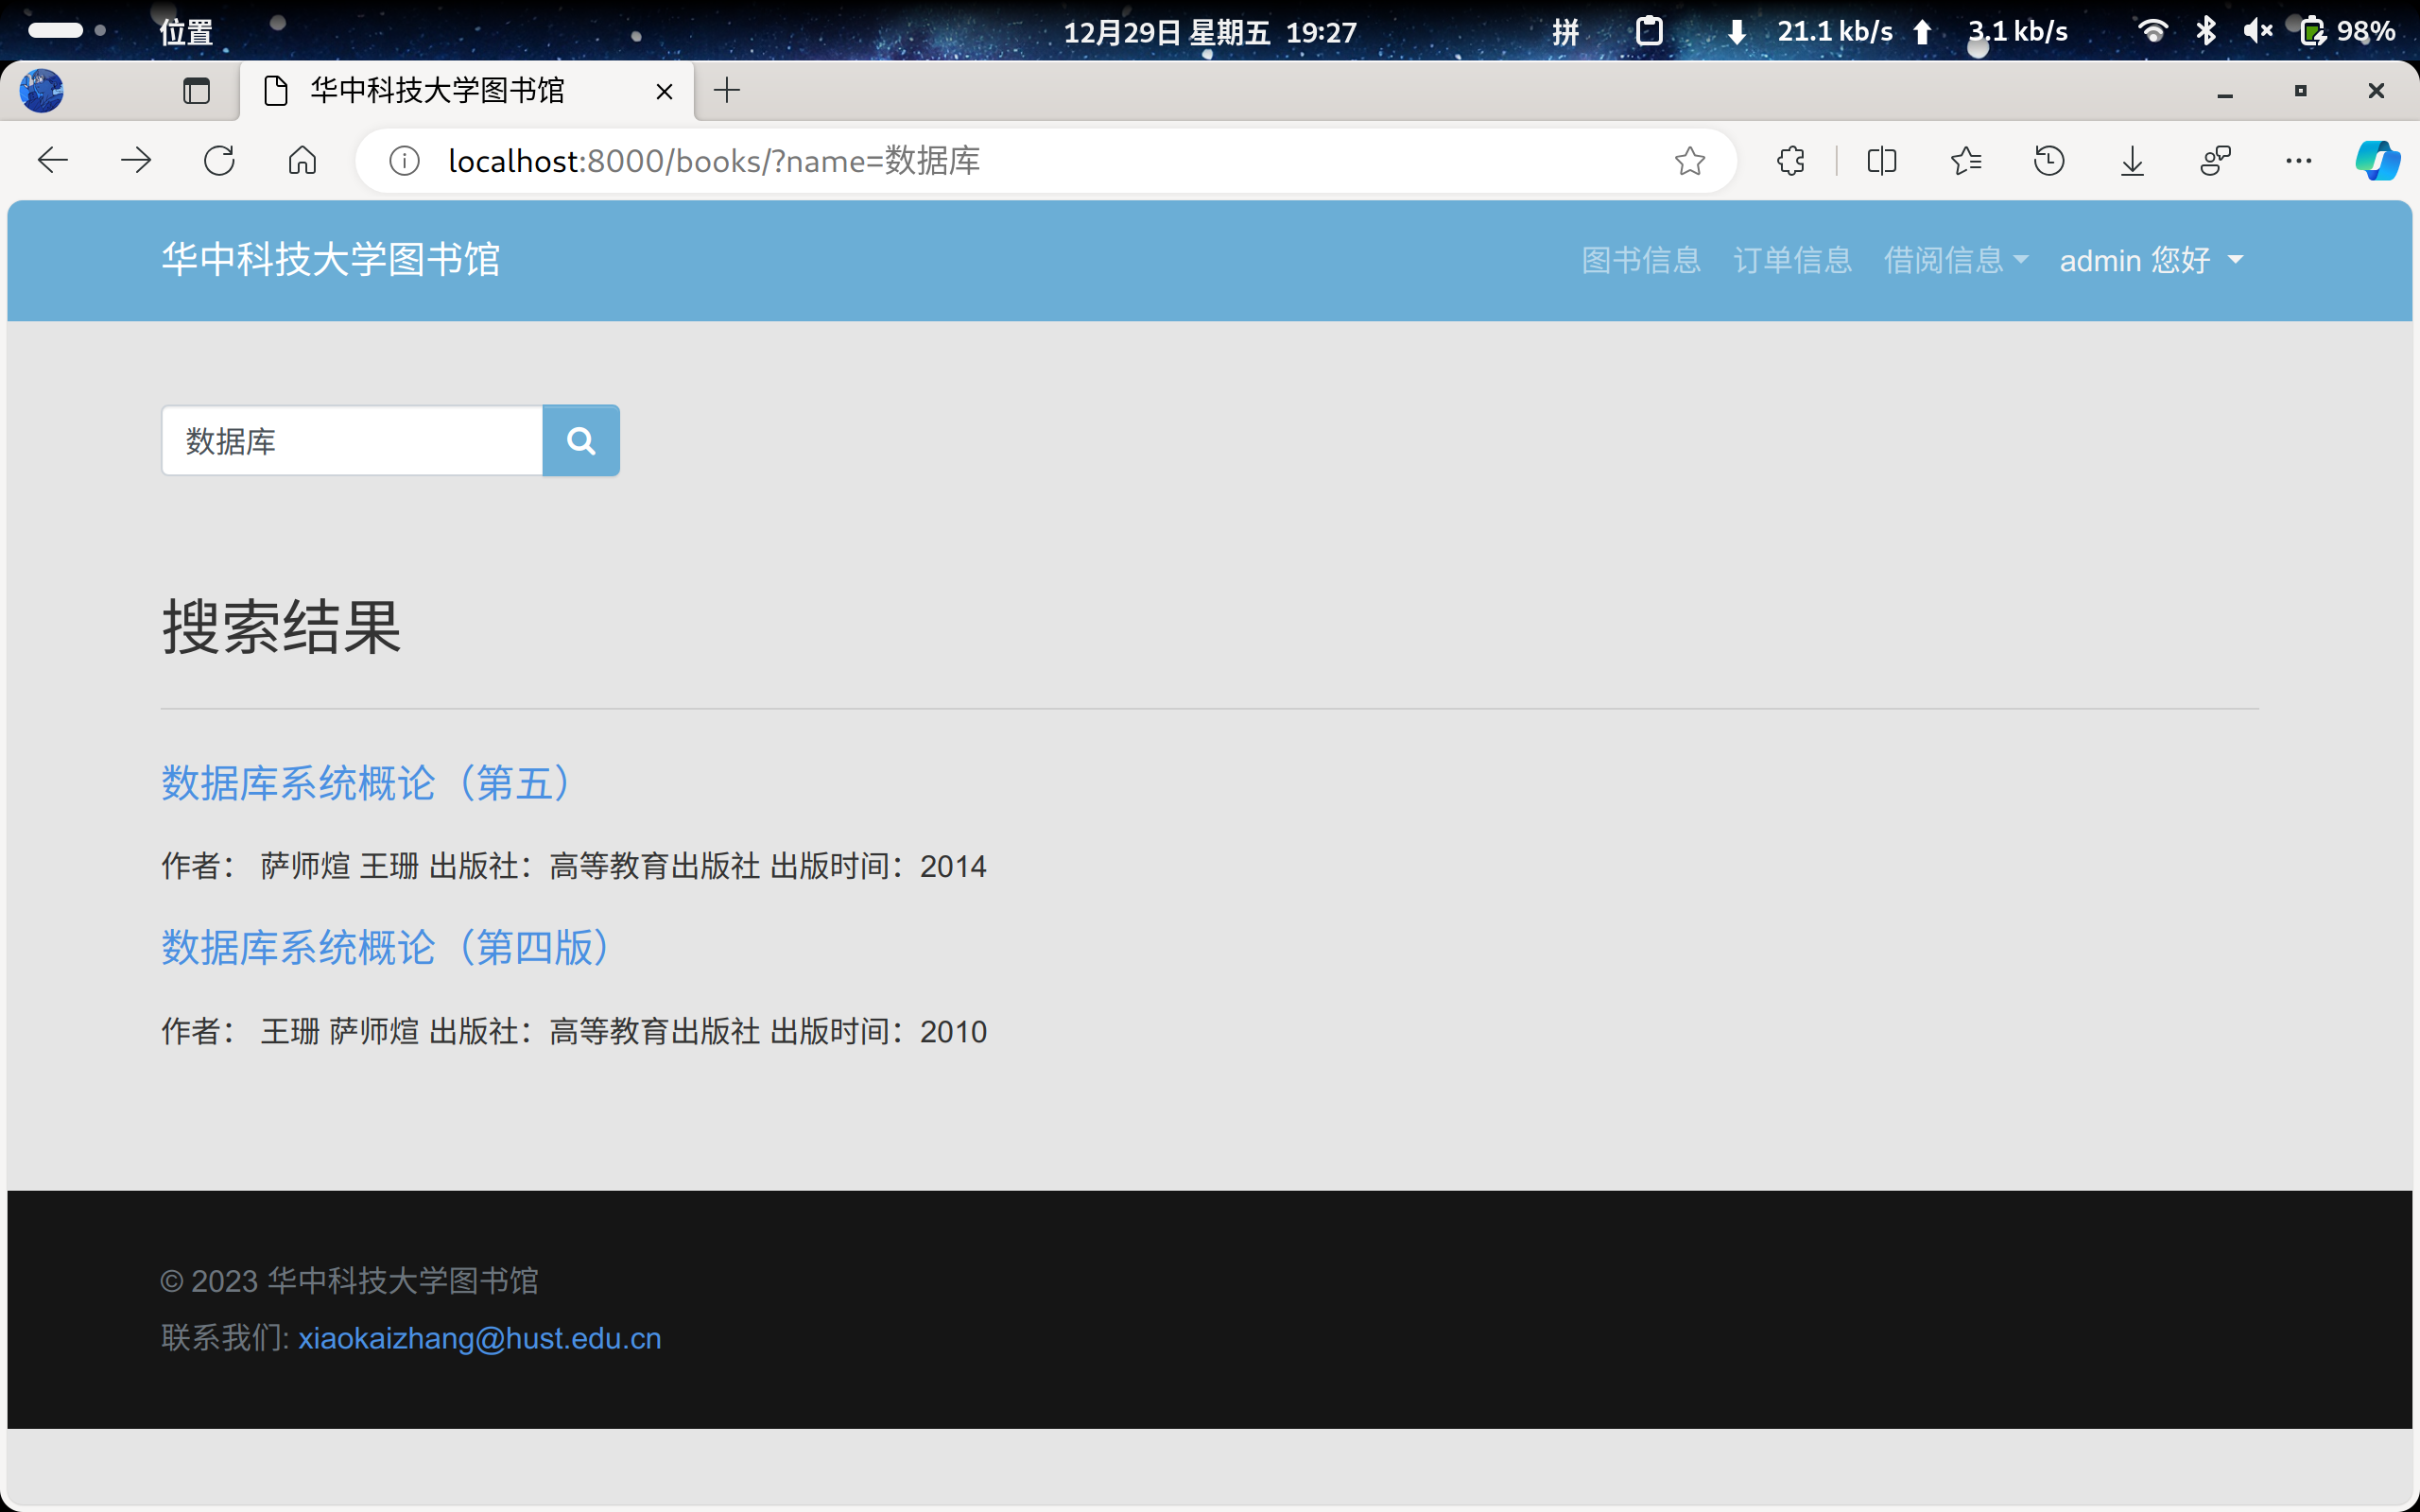 位置 12月29日 星期五 19:27 拼 21.1 kb/s 3.1 kb/s 98%
华中科技大学图书馆
localhost:8000/books/?name=数据库
华中科技大学图书馆 图书信息 订单信息 借阅信息 admin 您好
数据库
搜索结果
数据库系统概论（第五）
作者： 萨师煊 王珊 出版社：高等教育出版社 出版时间：2014
数据库系统概论（第四版）
作者： 王珊 萨师煊 出版社：高等教育出版社 出版时间：2010
© 2023 华中科技大学图书馆
联系我们: xiaokaizhang@hust.edu.cn